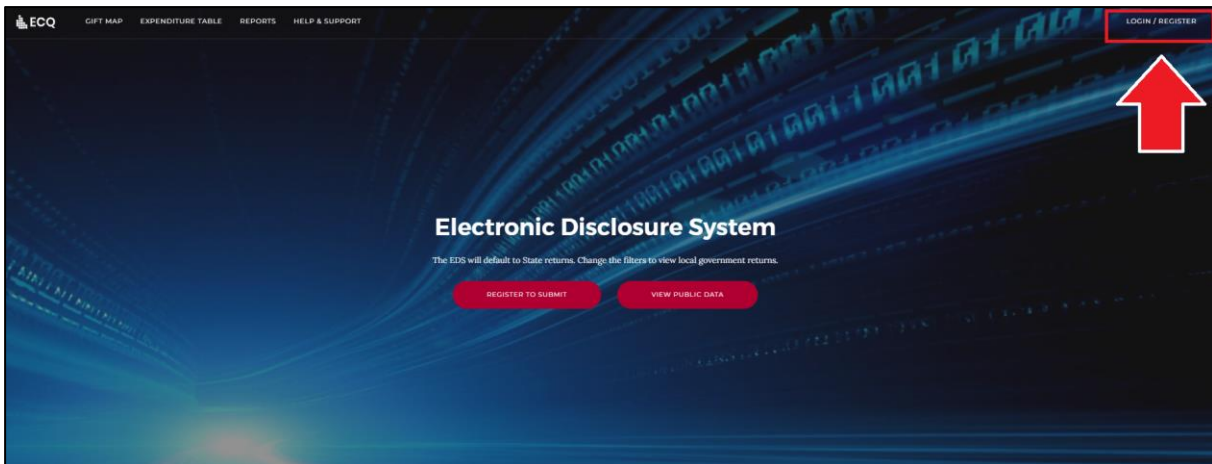 ECQ GIFT MAP EXPENDITURE TABLE REPORTS HELP & SUPPORT LOGIN / REGISTER
Electronic Disclosure System
The EDS will default to State returns. Change the filters to view local government returns.
REGISTER TO SUBMIT VIEW PUBLIC DATA